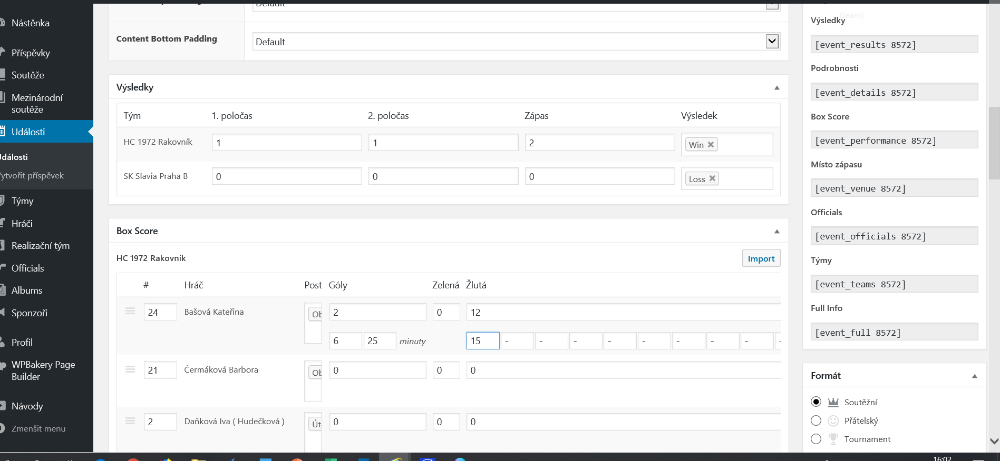 Nástěnka
Příspěvky
Soutěže
Mezinárodní
soutěže
Události
Události
Vytvořit příspěvek
Týmy
Hráči
Realizační tým
Officials
Albums
Sponzoři
Profil
WPBakery Page
Builder
Návody
Zmenšit menu
Default
Content Bottom Padding
Default
Výsledky
Tým 1. poločas 2. poločas Zápas Výsledek
HC 1972 Rakovník 1 1 2 Win
SK Slavia Praha B 0 0 0 Loss
Box Score
HC 1972 Rakovník Import
# Hráč Post Góly Zelená Žlutá
24 Bašová Kateřina Ob 2 0 12
6 25 minuty 15 - - - - - - - - -
21 Čermáková Barbora Ob 0 0 0
2 Daňková Iva ( Hudečková ) Út 0 0 0
(team)
Výsledky
[event_results 8572]
Podrobnosti
[event_details 8572]
Box Score
[event_performance 8572]
Místo zápasu
[event_venue 8572]
Officials
[event_officials 8572]
Týmy
[event_teams 8572]
Full Info
[event_full 8572]
Formát
Soutěžní
Přátelský
Tournament
16:02